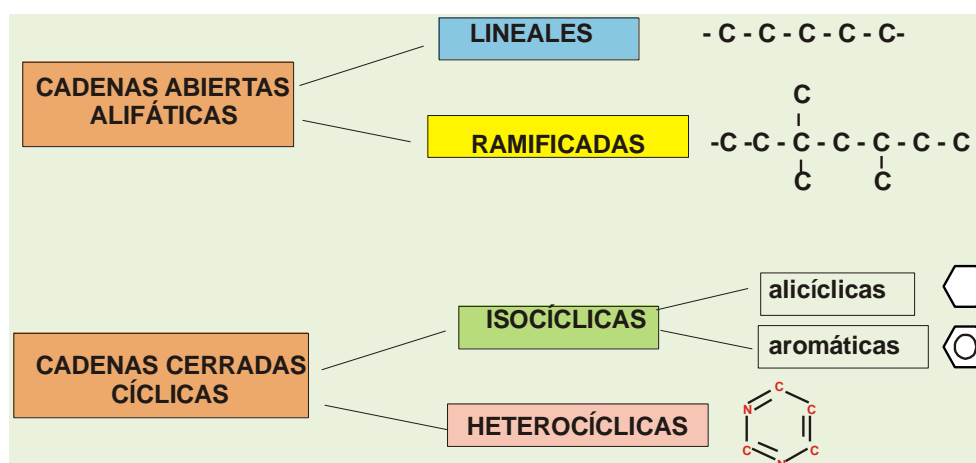 LINEALES
- C - C - C - C - C-
CADENAS ABIERTAS
ALIFÁTICAS
C
RAMIFICADAS
-C -C - C - C - C - C - C
C C
alicíclicas
ISOCÍCLICAS
aromáticas
CADENAS CERRADAS
CÍCLICAS
HETEROCÍCLICAS
C
N C
C C
N